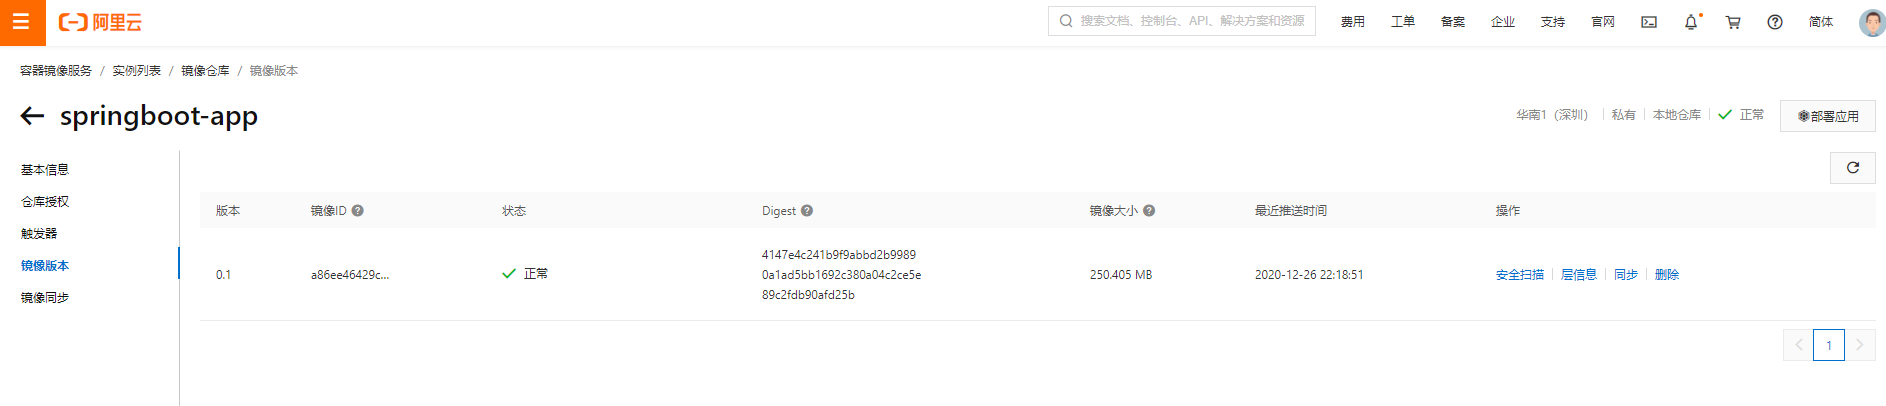 阿里云
搜索文档、控制台、API、解决方案和资源
费用 工单 备案 企业 支持 官网 简体
容器镜像服务 / 实例列表 / 镜像仓库 / 镜像版本
springboot-app
华南1（深圳） 私有 本地仓库 正常 部署应用
基本信息
仓库授权
触发器
镜像版本
镜像同步
版本 镜像ID 状态 Digest 镜像大小 最近推送时间 操作
4147e4c241b9f9abbd2b9989
0.1 a86ee46429c... 正常 0a1ad5bb1692c380a04c2ce5e 250.405 MB 2020-12-26 22:18:51 安全扫描 层信息 同步 删除
89c2fdb90afd25b
1